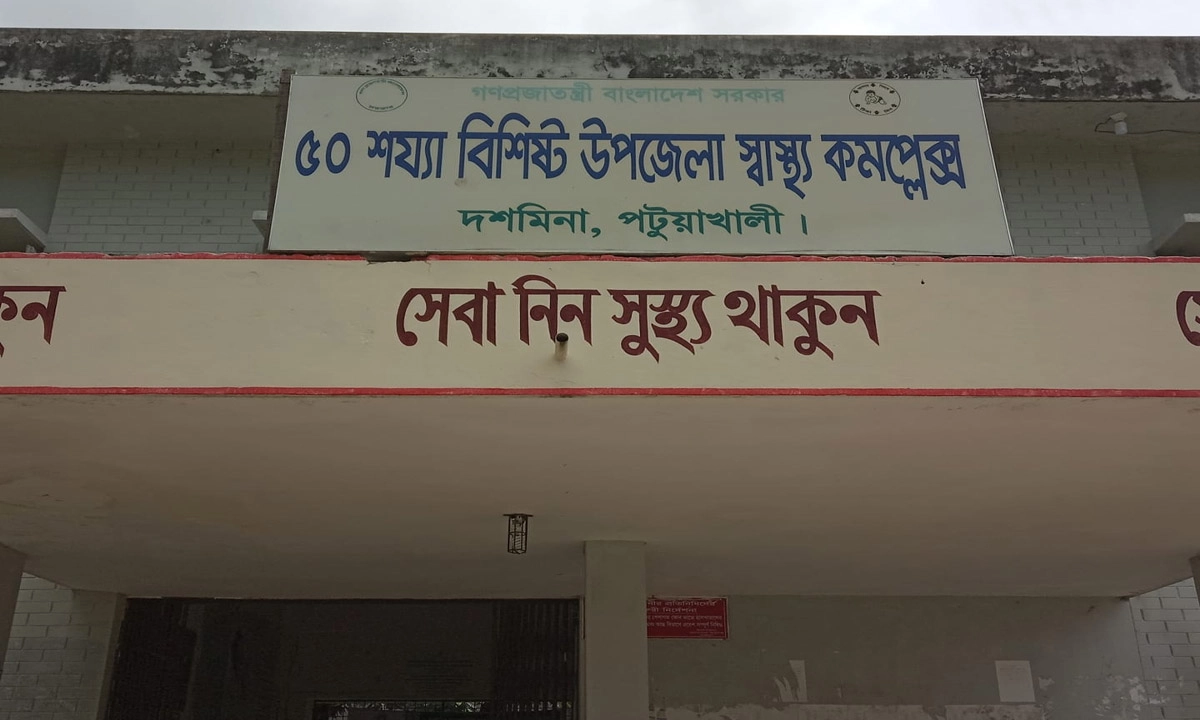 গণপ্রজাতন্ত্রী বাংলাদেশ সরকার
৫০ শয্যা বিশিষ্ট উপজেলা স্বাস্থ্য কমপ্লেক্স
দশমিনা, পটুয়াখালী।
কুন
সেবা নিন সুস্থ্য থাকুন
সে